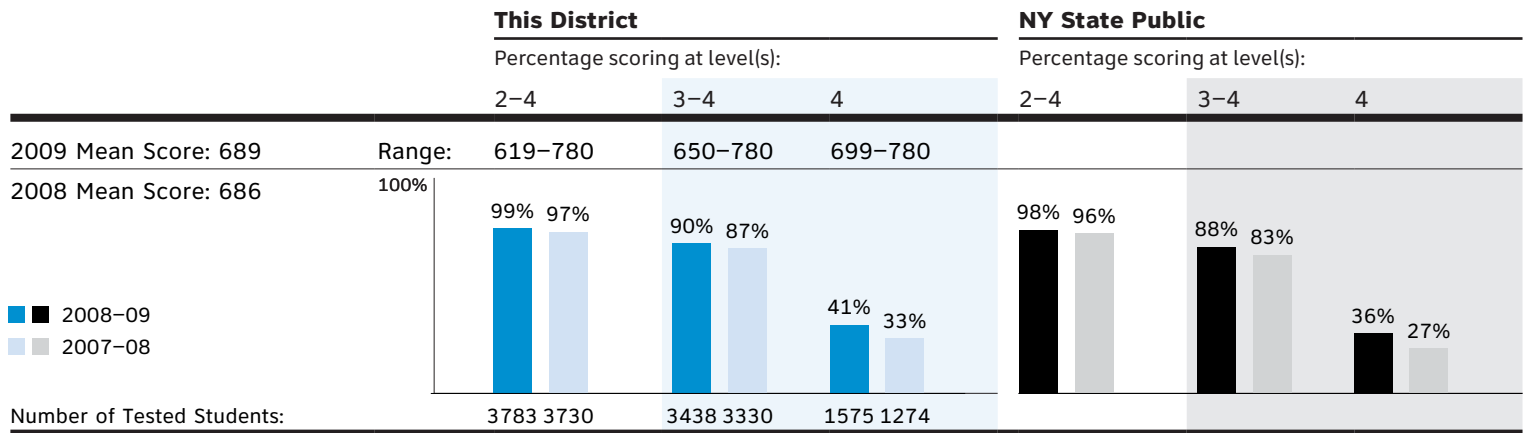 This District NY State Public
Percentage scoring at level(s): Percentage scoring at level(s):
2–4 3–4 4 2–4 3–4 4
2009 Mean Score: 689 Range: 619–780 650–780 699–780
2008 Mean Score: 686 100%
99% 97% 90% 87% 41% 33% 98% 96% 88% 83% 36% 27%
2008–09
2007–08
Number of Tested Students: 3783 3730 3438 3330 1575 1274